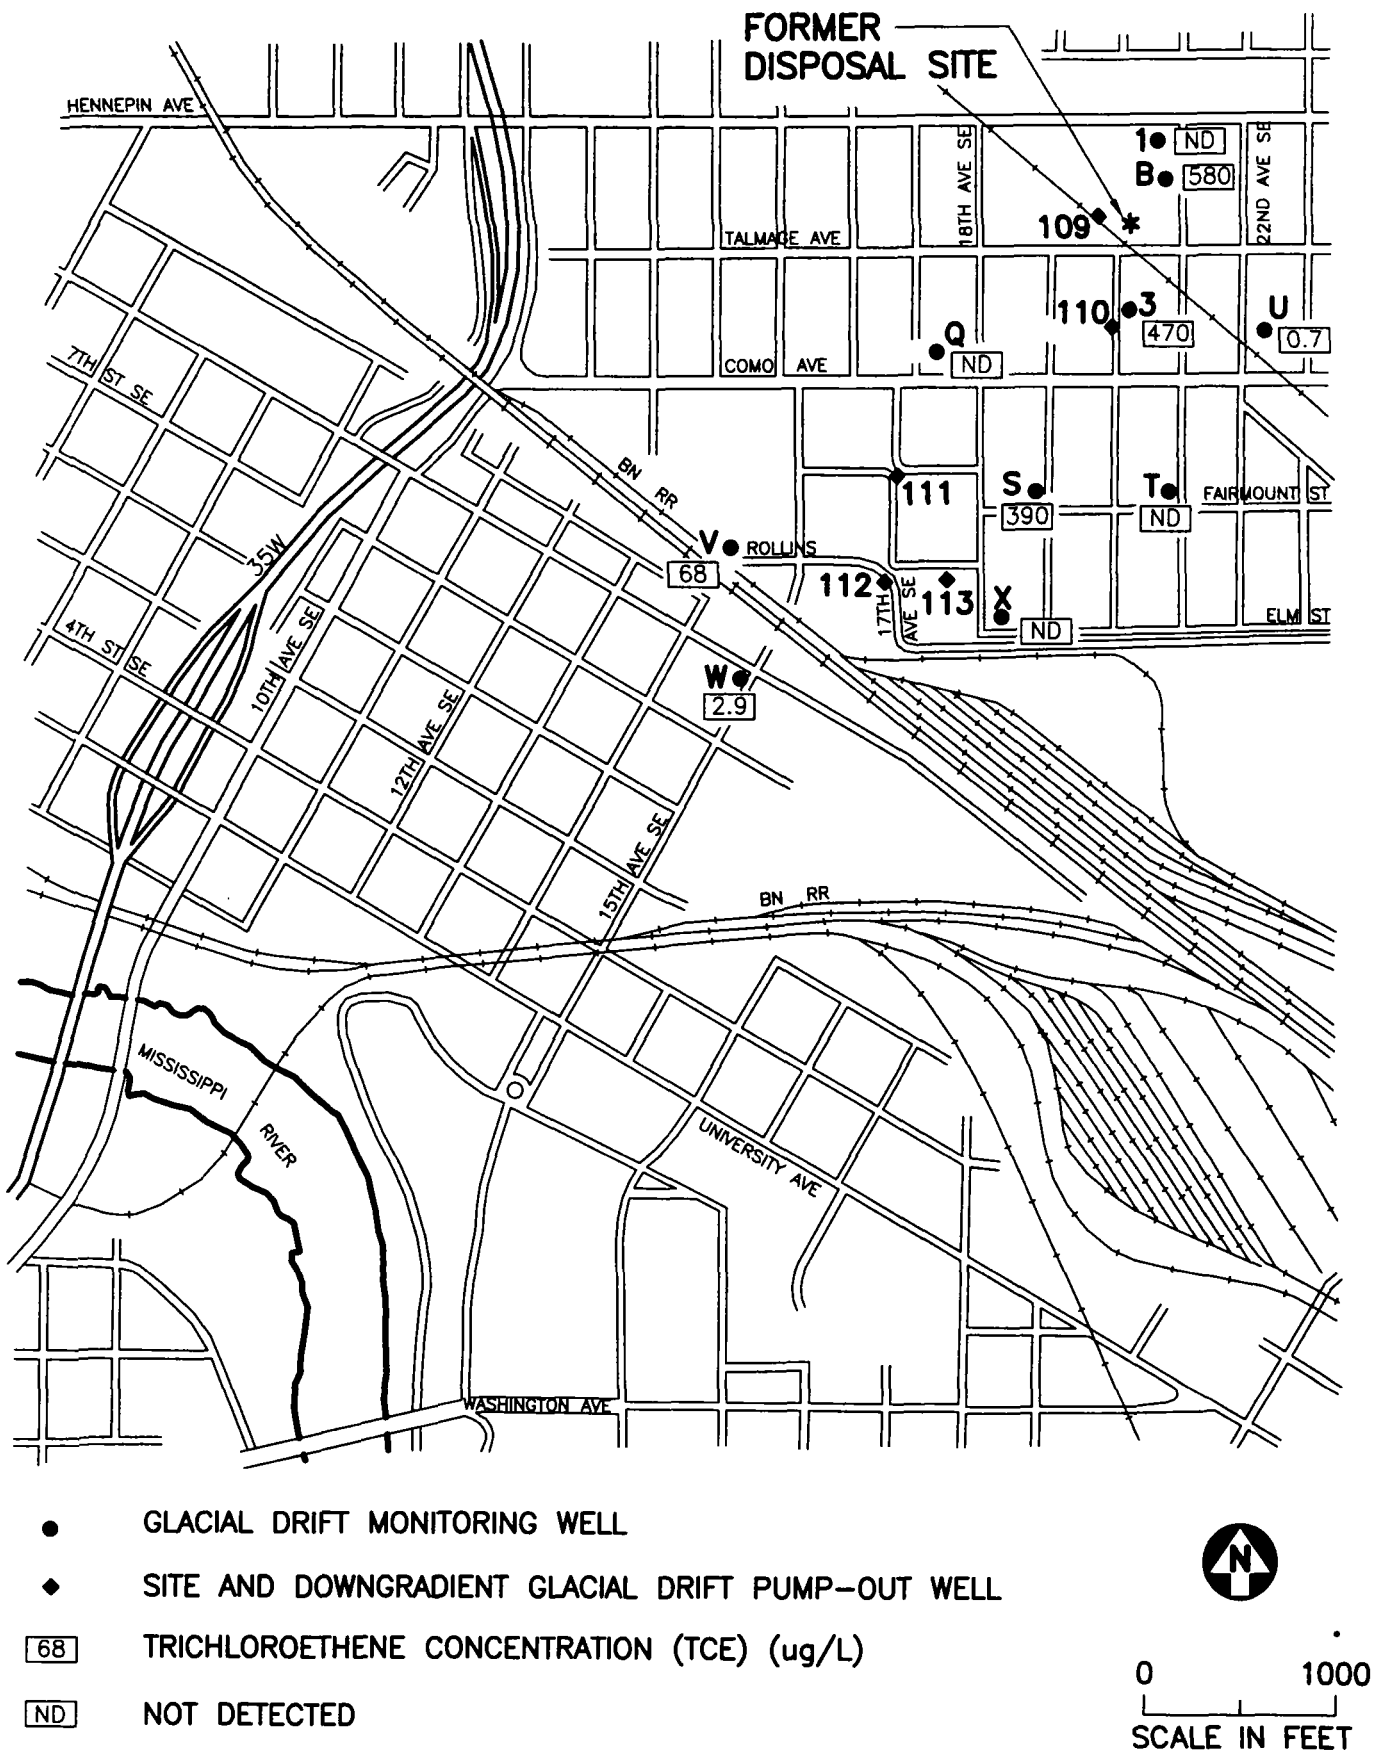 FORMER
DISPOSAL SITE
HENNEPIN AVE
18TH AVE SE
22ND AVE SE
1 ND
B 580
109
TALMAGE AVE
110 3
470
U
0.7
Q
ND
COMO AVE
7TH ST SE
BN RR
111
S
390
T
ND
FAIRMOUNT ST
35W
V ROLLINS
68
112
17TH AVE SE
113
X
ND
ELM ST
4TH ST SE
10TH AVE SE
12TH AVE SE
W
2.9
15TH AVE SE
BN RR
MISSISSIPPI
RIVER
UNIVERSITY AVE
WASHINGTON AVE
GLACIAL DRIFT MONITORING WELL
SITE AND DOWNGRADIENT GLACIAL DRIFT PUMP-OUT WELL
68 TRICHLOROETHENE CONCENTRATION (TCE) (ug/L)
ND NOT DETECTED
N
0 1000
SCALE IN FEET